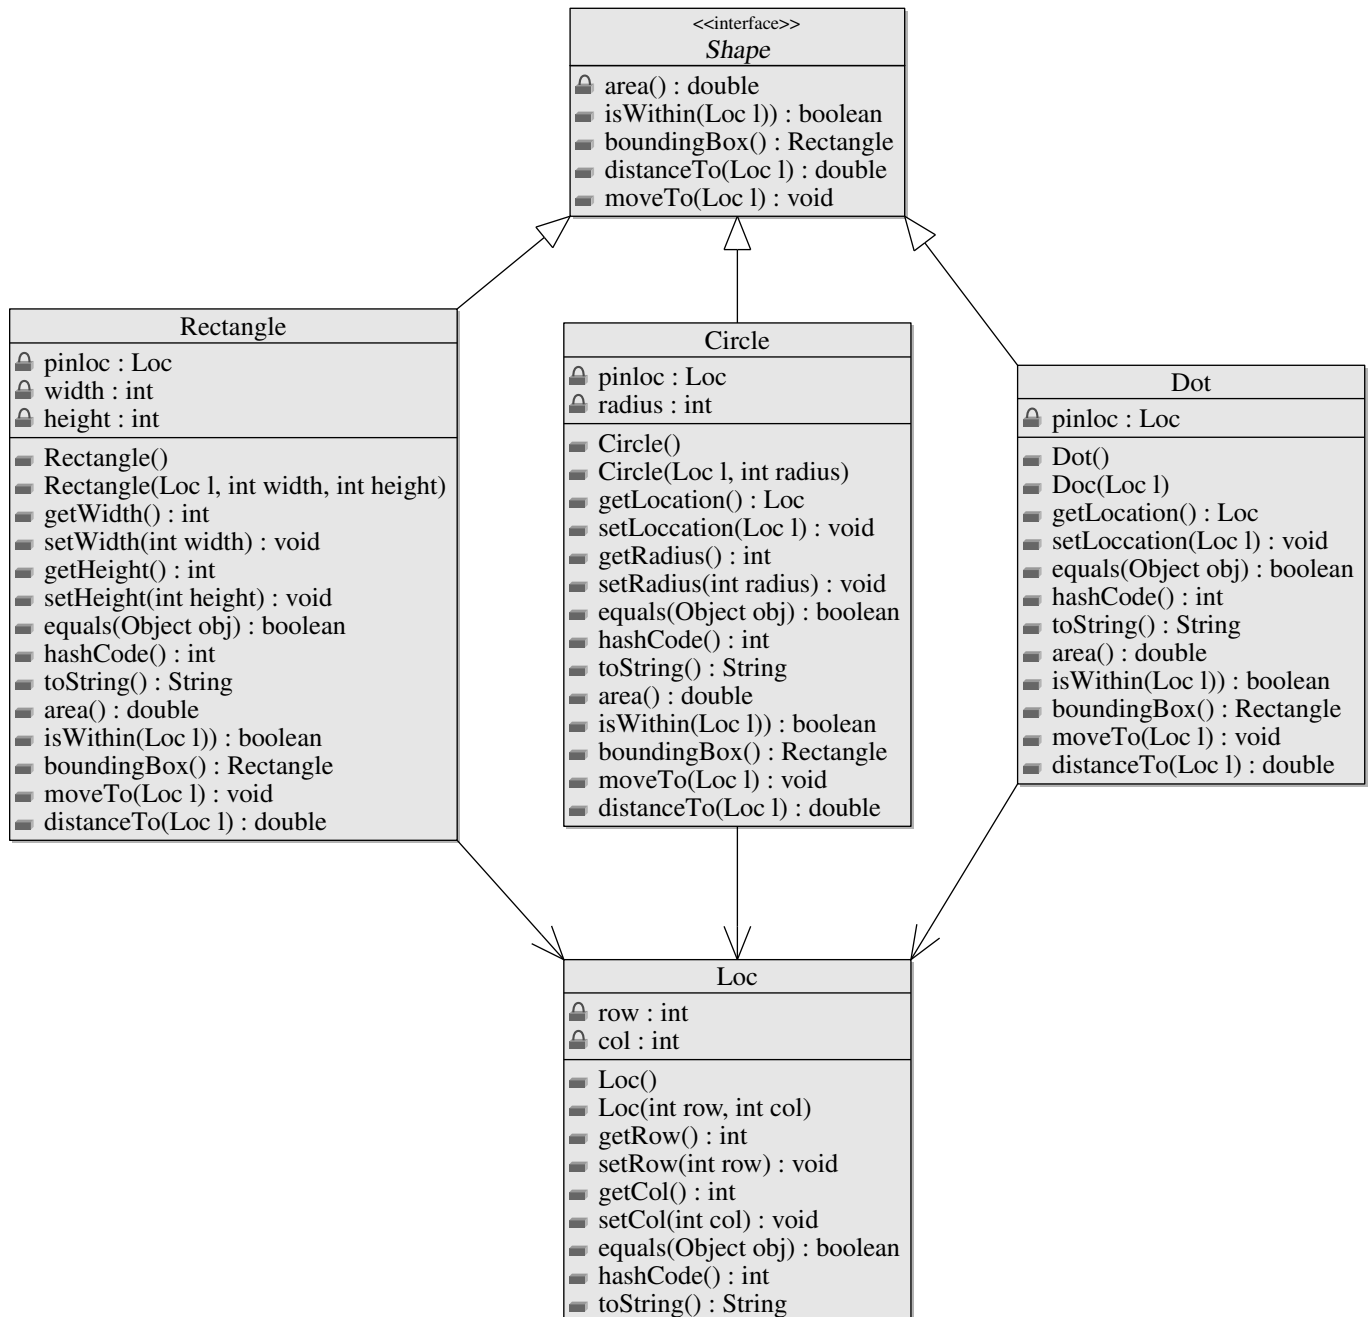 <<interface>>
Shape
area() : double
isWithin(Loc l)) : boolean
boundingBox() : Rectangle
distanceTo(Loc l) : double
moveTo(Loc l) : void
Rectangle
pinloc : Loc
width : int
height : int
Rectangle()
Rectangle(Loc l, int width, int height)
getWidth() : int
setWidth(int width) : void
getHeight() : int
setHeight(int height) : void
equals(Object obj) : boolean
hashCode() : int
toString() : String
area() : double
isWithin(Loc l)) : boolean
boundingBox() : Rectangle
moveTo(Loc l) : void
distanceTo(Loc l) : double
Circle
pinloc : Loc
radius : int
Circle()
Circle(Loc l, int radius)
getLocation() : Loc
setLoccation(Loc l) : void
getRadius() : int
setRadius(int radius) : void
equals(Object obj) : boolean
hashCode() : int
toString() : String
area() : double
isWithin(Loc l)) : boolean
boundingBox() : Rectangle
moveTo(Loc l) : void
distanceTo(Loc l) : double
Dot
pinloc : Loc
Dot()
Doc(Loc l)
getLocation() : Loc
setLoccation(Loc l) : void
equals(Object obj) : boolean
hashCode() : int
toString() : String
area() : double
isWithin(Loc l)) : boolean
boundingBox() : Rectangle
moveTo(Loc l) : void
distanceTo(Loc l) : double
Loc
row : int
col : int
Loc()
Loc(int row, int col)
getRow() : int
setRow(int row) : void
getCol() : int
setCol(int col) : void
equals(Object obj) : boolean
hashCode() : int
toString() : String